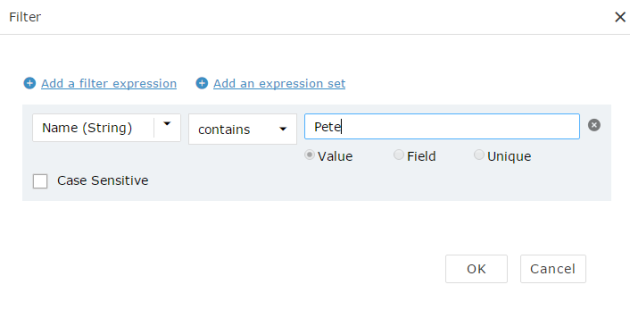 Filter
Add a filter expression Add an expression set
Name (String) contains Pete
Value Field Unique
Case Sensitive
OK Cancel